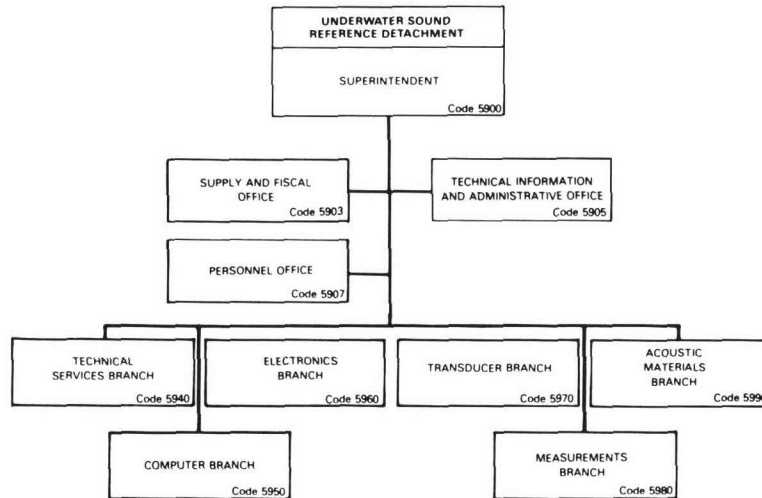 UNDERWATER SOUND
REFERENCE DETACHMENT
SUPERINTENDENT
Code 5900
SUPPLY AND FISCAL
OFFICE
Code 5903
TECHNICAL INFORMATION
AND ADMINISTRATIVE OFFICE
Code 5905
PERSONNEL OFFICE
Code 5907
TECHNICAL
SERVICES BRANCH
Code 5940
ELECTRONICS
BRANCH
Code 5960
TRANSDUCER BRANCH
Code 5970
ACOUSTIC
MATERIALS
BRANCH
Code 599
COMPUTER BRANCH
Code 5950
MEASUREMENTS
BRANCH
Code 5980